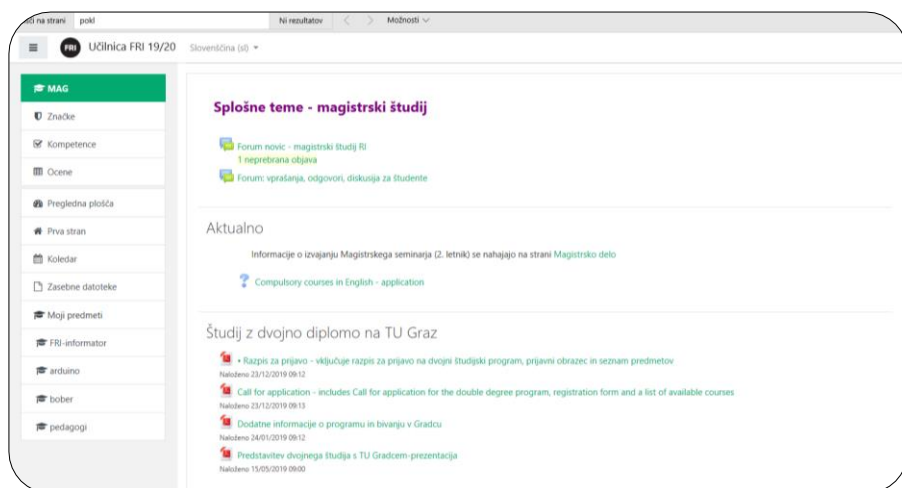 či na strani pokl Ni rezultatov Možnosti
FRI Učilnica FRI 19/20 Slovenščina (sl)
MAG
Značke
Kompetence
Ocene
Pregledna plošča
Prva stran
Koledar
Zasebne datoteke
Moji predmeti
FRI-informator
arduino
bober
pedagogi
Splošne teme - magistrski študij
Forum novic - magistrski študij RI
1 neprebrana objava
Forum: vprašanja, odgovori, diskusija za študente
Aktualno
Informacije o izvajanju Magistrskega seminarja (2. letnik) se nahajajo na strani Magistrsko delo
Compulsory courses in English - application
Študij z dvojno diplomo na TU Graz
• Razpis za prijavo - vključuje razpis za prijavo na dvojni študijski program, prijavni obrazec in seznam predmetov
Naloženo 23/12/2019 09:12
Call for application - includes Call for application for the double degree program, registration form and a list of available courses
Naloženo 23/12/2019 09:13
Dodatne informacije o programu in bivanju v Gradcu
Naloženo 24/01/2019 09:12
Predstavitev dvojnega študija s TU Gradcem-prezentacija
Naloženo 15/05/2019 09:00